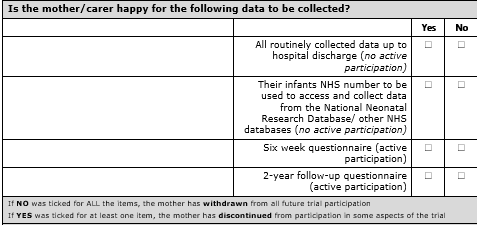 Is the mother/carer happy for the following data to be collected?
Yes No
All routinely collected data up to
hospital discharge (no active
participation)
Their infants NHS number to be
used to access and collect data
from the National Neonatal
Research Database/ other NHS
databases (no active participation)
Six week questionnaire (active
participation)
2-year follow-up questionnaire
(active participation)
If NO was ticked for ALL the items, the mother has withdrawn from all future trial participation
If YES was ticked for at least one item, the mother has discontinued from participation in some aspects of the trial